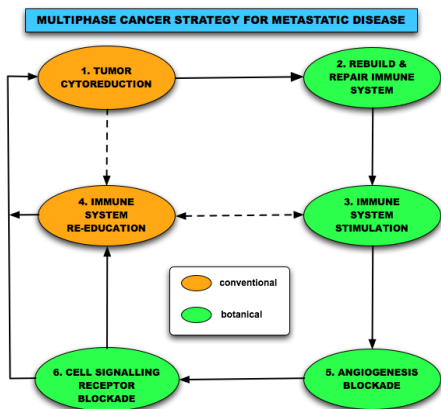 MULTIPHASE CANCER STRATEGY FOR METASTATIC DISEASE
1. TUMOR
CYTOREDUCTION
2. REBUILD &
REPAIR IMMUNE
SYSTEM
4. IMMUNE
SYSTEM
RE-EDUCATION
3. IMMUNE
SYSTEM
STIMULATION
conventional
botanical
6. CELL SIGNALLING
RECEPTOR
BLOCKADE
5. ANGIOGENESIS
BLOCKADE